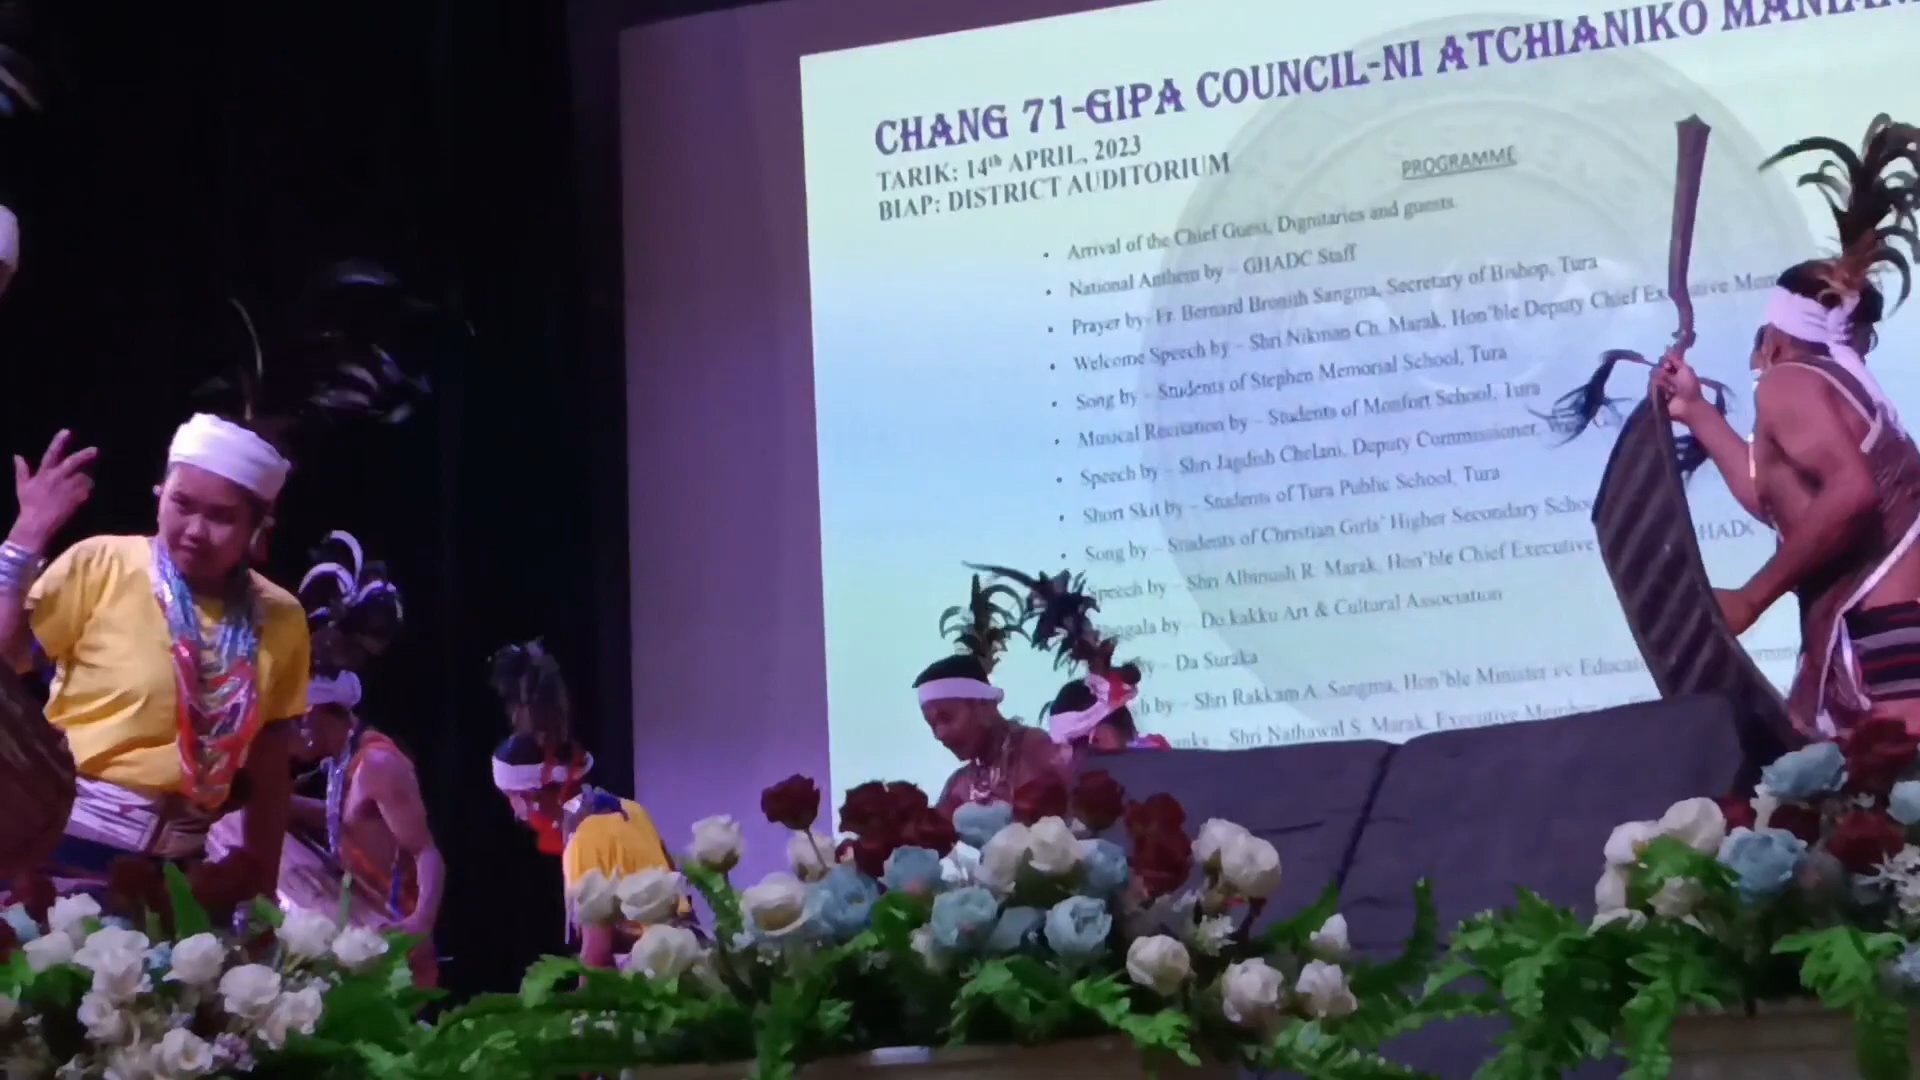 CHANG 71-GIPA COUNCIL-NI ATCHIANIKO
TARIK: 14th APRIL, 2023
BIAP: DISTRICT AUDITORIUM
PROGRAMME
• Arrival of the Chief Guest, Dignitaries and guests.
• National Anthem by – GHADC Staff
• Prayer by- Fr. Bernard Bronish Sangma, Secretary of Bishop, Tura
• Welcome Speech by – Shri Nikman Ch. Marak, Hon'ble Deputy Chief
• Song by – Students of Stephen Memorial School, Tura
• Musical Recitation by – Students of Monfort School, Tura
• Speech by – Shri Jagdish Chelani, Deputy Commissioner,
• Short Skit by – Students of Tura Public School, Tura
• Song by – Students of Christian Girls' Higher Secondary
Speech by – Shri Albinush R. Marak, Hon'ble Chief Executive
by – Do.kakku Art & Cultural Association
by – Da Suraka
by – Shri Rakkam A. Sangma, Hon'ble Minister
Shri Nathawal S. Marak, Executive Member